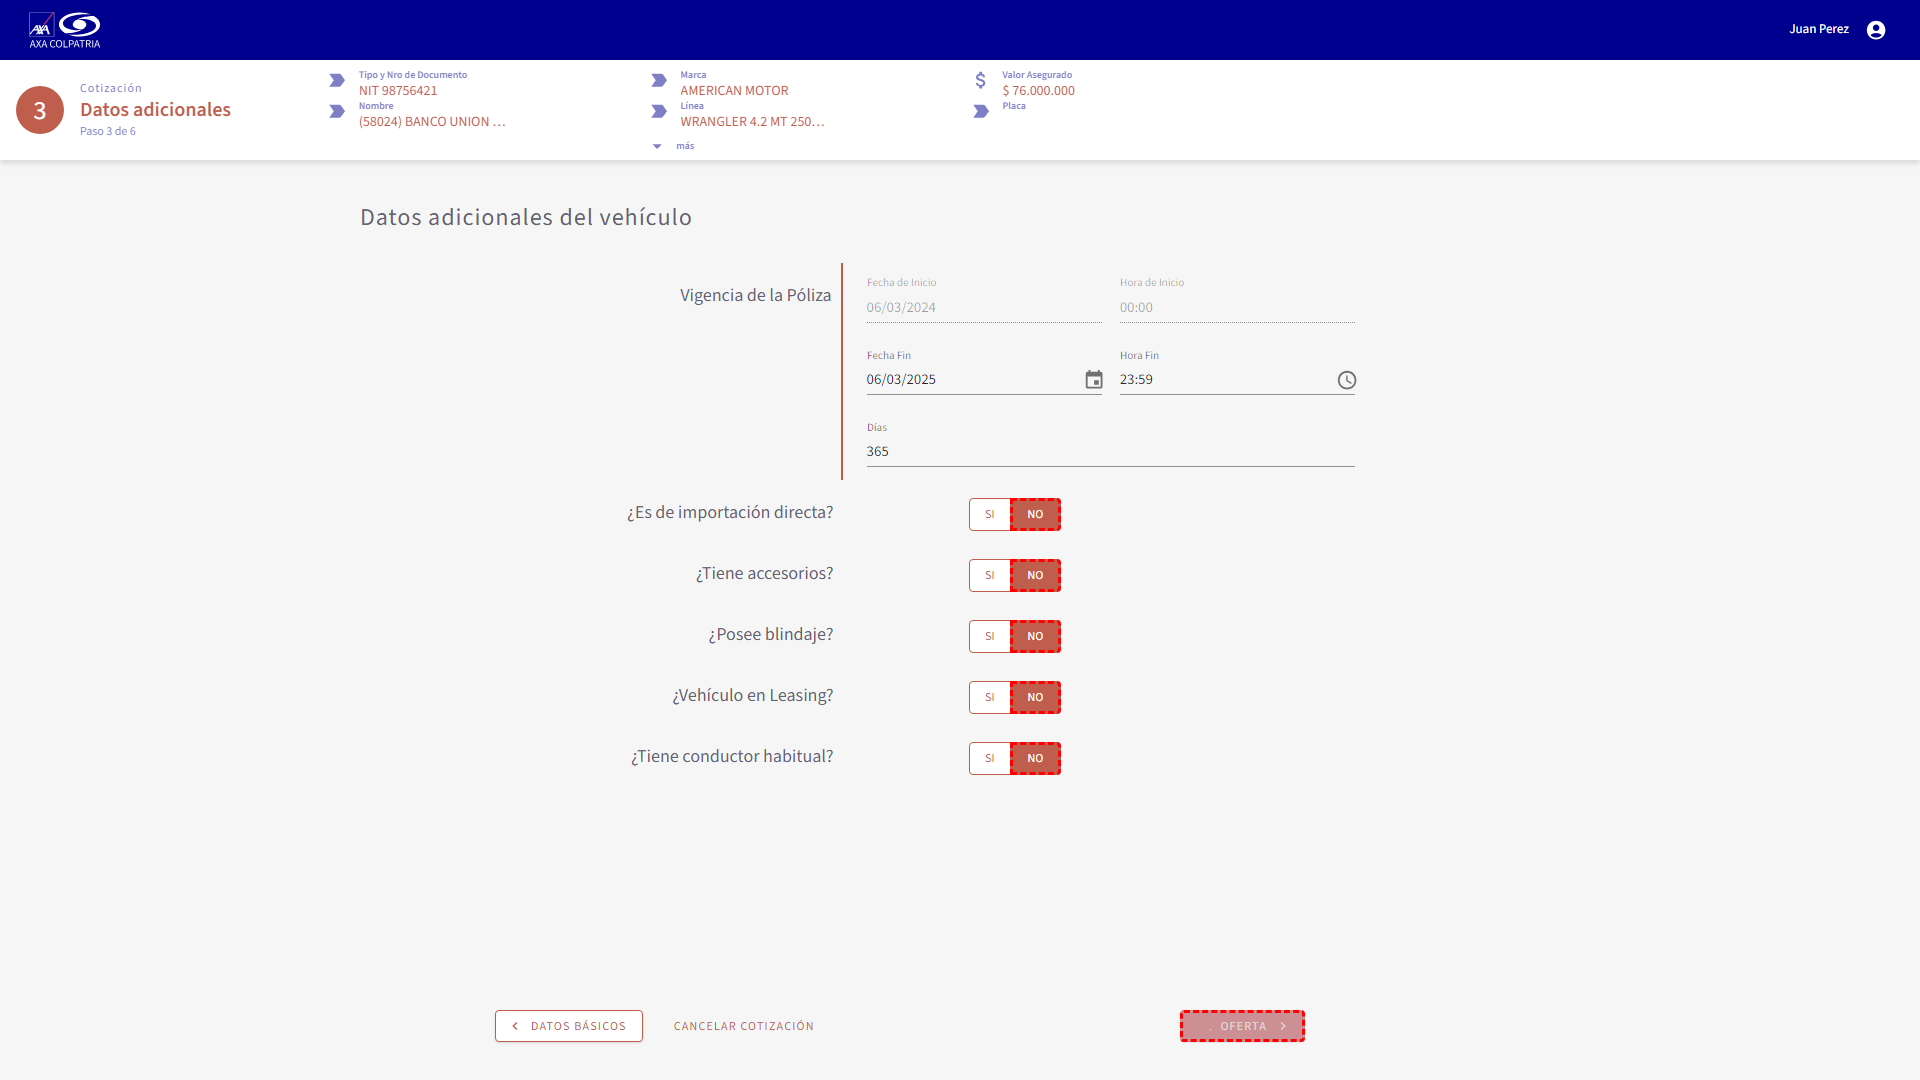 AXA
AXA COLPATRIA
Juan Perez
3
Cotización
Datos adicionales
Paso 3 de 6
Tipo y Nro de Documento
NIT 98756421
Nombre
(58024) BANCO UNION ...
Marca
AMERICAN MOTOR
Línea
WRANGLER 4.2 MT 250...
más
$
Valor Asegurado
$ 76.000.000
Placa
Datos adicionales del vehículo
Vigencia de la Póliza
Fecha de Inicio
06/03/2024
Hora de Inicio
00:00
Fecha Fin
06/03/2025
Hora Fin
23:59
Días
365
¿Es de importación directa? SI NO
¿Tiene accesorios? SI NO
¿Posee blindaje? SI NO
¿Vehículo en Leasing? SI NO
¿Tiene conductor habitual? SI NO
DATOS BÁSICOS
CANCELAR COTIZACIÓN
. OFERTA